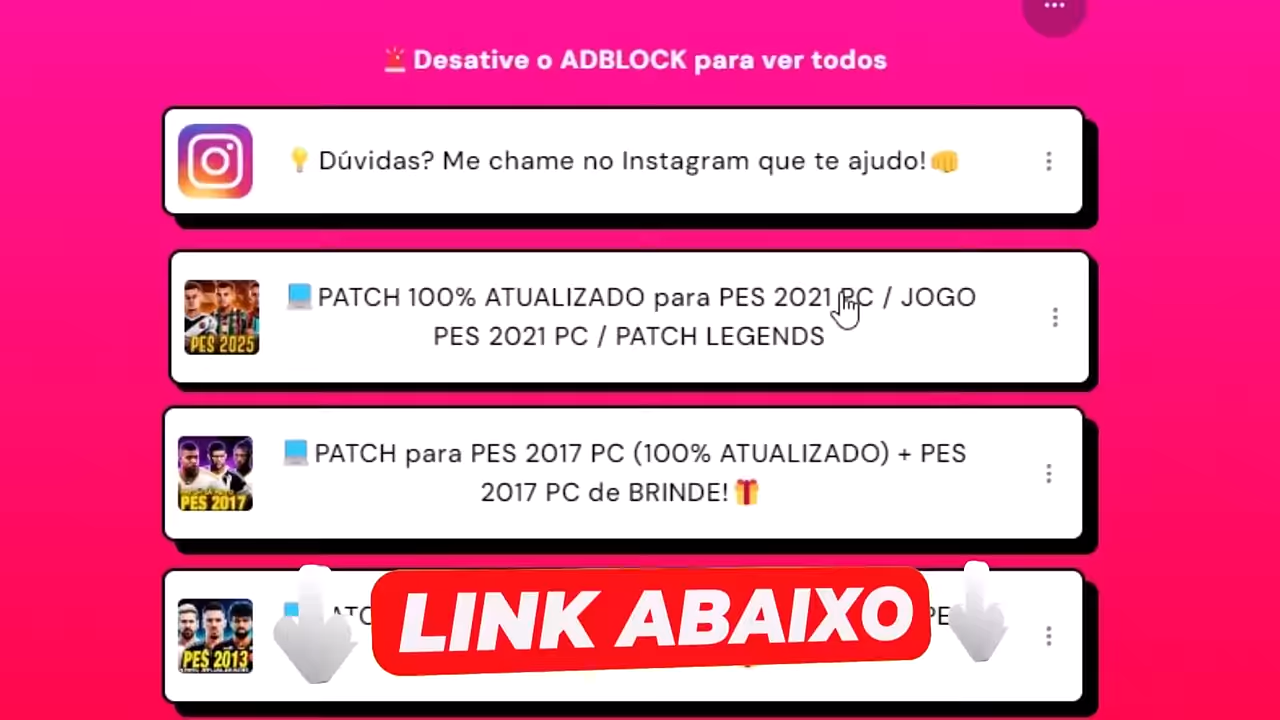 🚨 Desative o ADBLOCK para ver todos
💡 Dúvidas? Me chame no Instagram que te ajudo!👊
💻PATCH 100% ATUALIZADO para PES 2021 PC / JOGO
PES 2021 PC / PATCH LEGENDS
PES 2025
💻PATCH para PES 2017 PC (100% ATUALIZADO) + PES
2017 PC de BRINDE!🎁
PES 2017
LINK ABAIXO
PES 2013